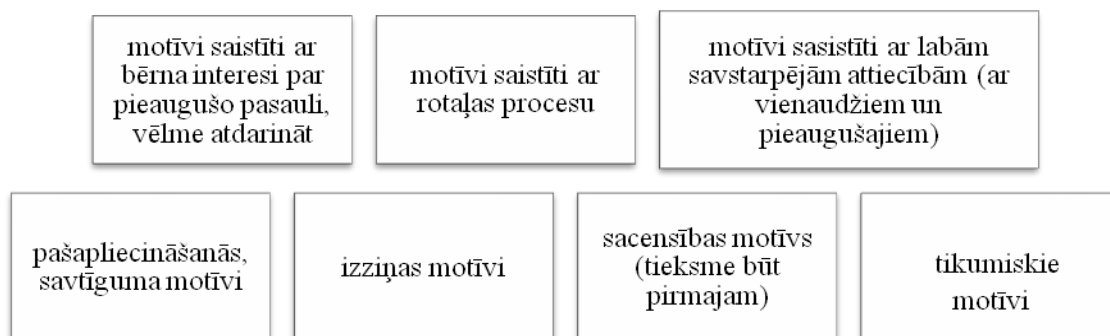 motīvi saistīti ar
bērna interesi par
pieaugušo pasauli,
vēlme atdarināt
motīvi saistīti ar
rotaļas procesu
motīvi sasistīti ar labām
savstarpējām attiecībām (ar
vienaudžiem un
pieaugušajiem)
pašapliecināšanās,
savtīguma motīvi
izziņas motīvi
sacensības motīvs
(tieksme būt
pirmajam)
tikumiskie
motīvi